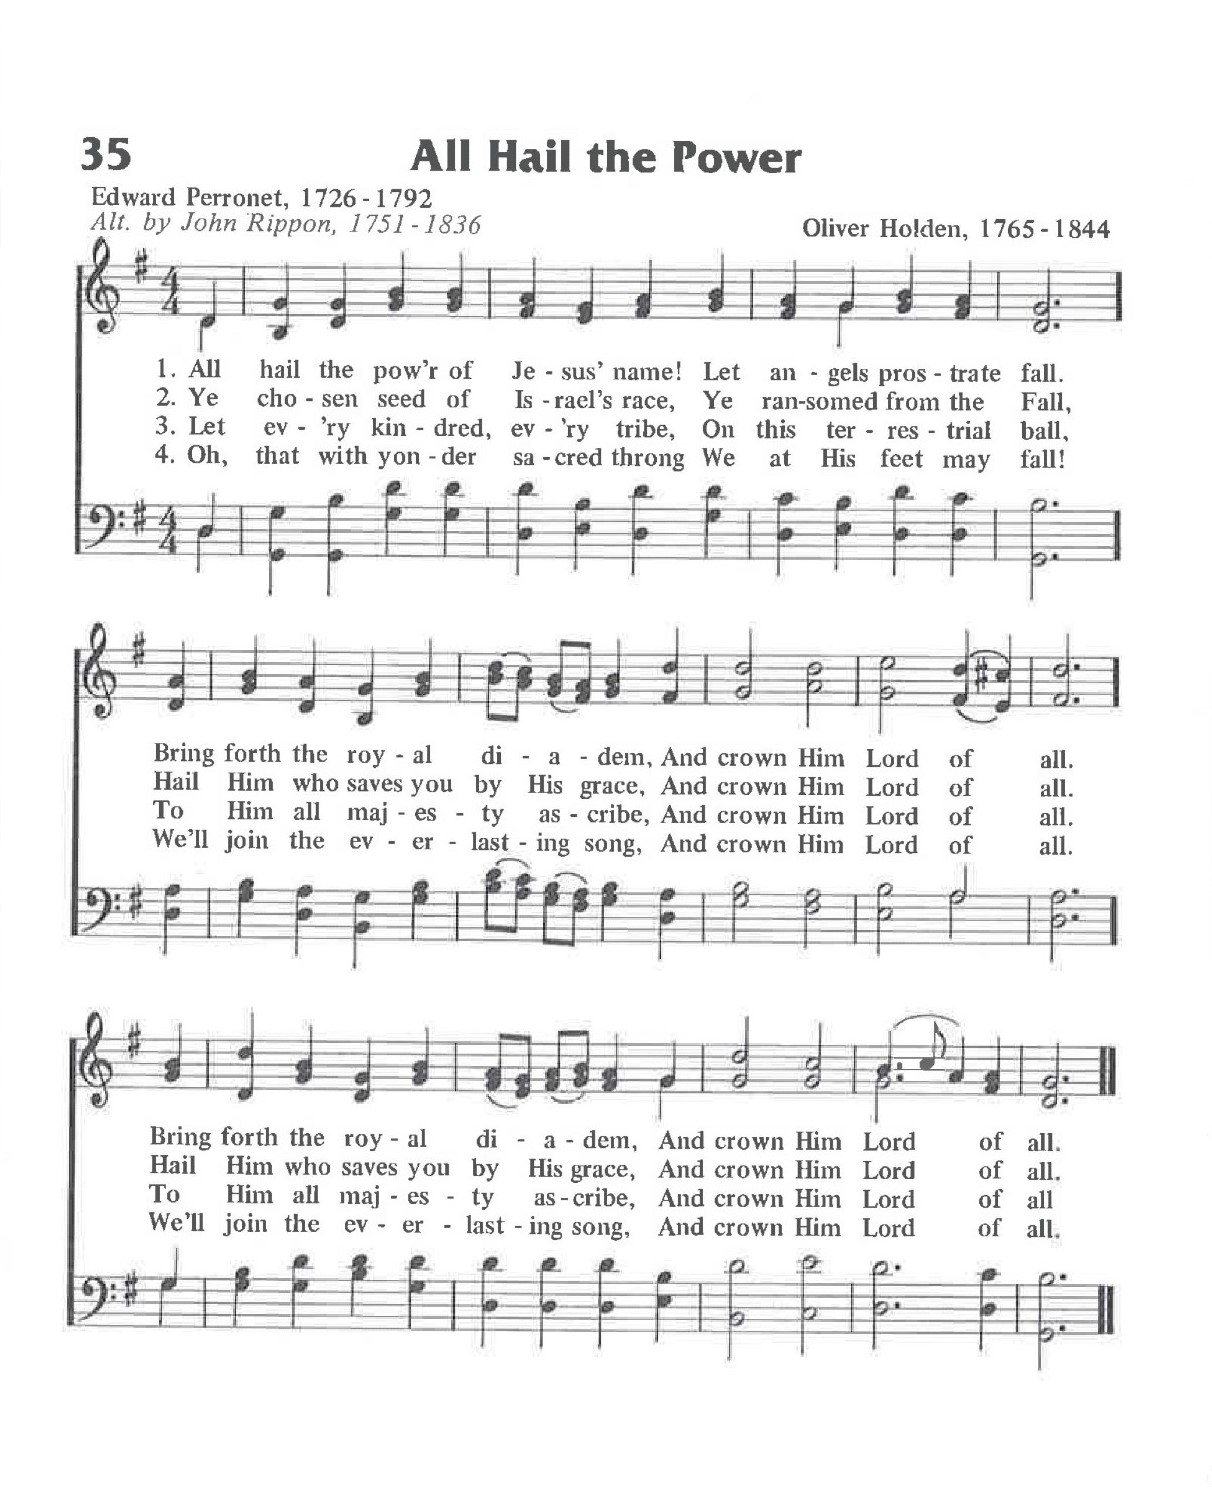 35 All Hail the Power
Edward Perronet, 1726 - 1792
Alt. by John Rippon, 1751 - 1836
Oliver Holden, 1765 - 1844
1. All hail the pow'r of Je - sus' name! Let an - gels pros - trate fall.
2. Ye cho - sen seed of Is - rael's race, Ye ran-somed from the Fall,
3. Let ev - 'ry kin - dred, ev - 'ry tribe, On this ter - res - trial ball,
4. Oh, that with yon - der sa - cred throng We at His feet may fall!
Bring forth the roy - al di - a - dem, And crown Him Lord of all.
Hail Him who saves you by His grace, And crown Him Lord of all.
To Him all maj - es - ty as - cribe, And crown Him Lord of all.
We'll join the ev - er - last - ing song, And crown Him Lord of all.
Bring forth the roy - al di - a - dem, And crown Him Lord of all.
Hail Him who saves you by His grace, And crown Him Lord of all.
To Him all maj - es - ty as - cribe, And crown Him Lord of all
We'll join the ev - er - last - ing song, And crown Him Lord of all.